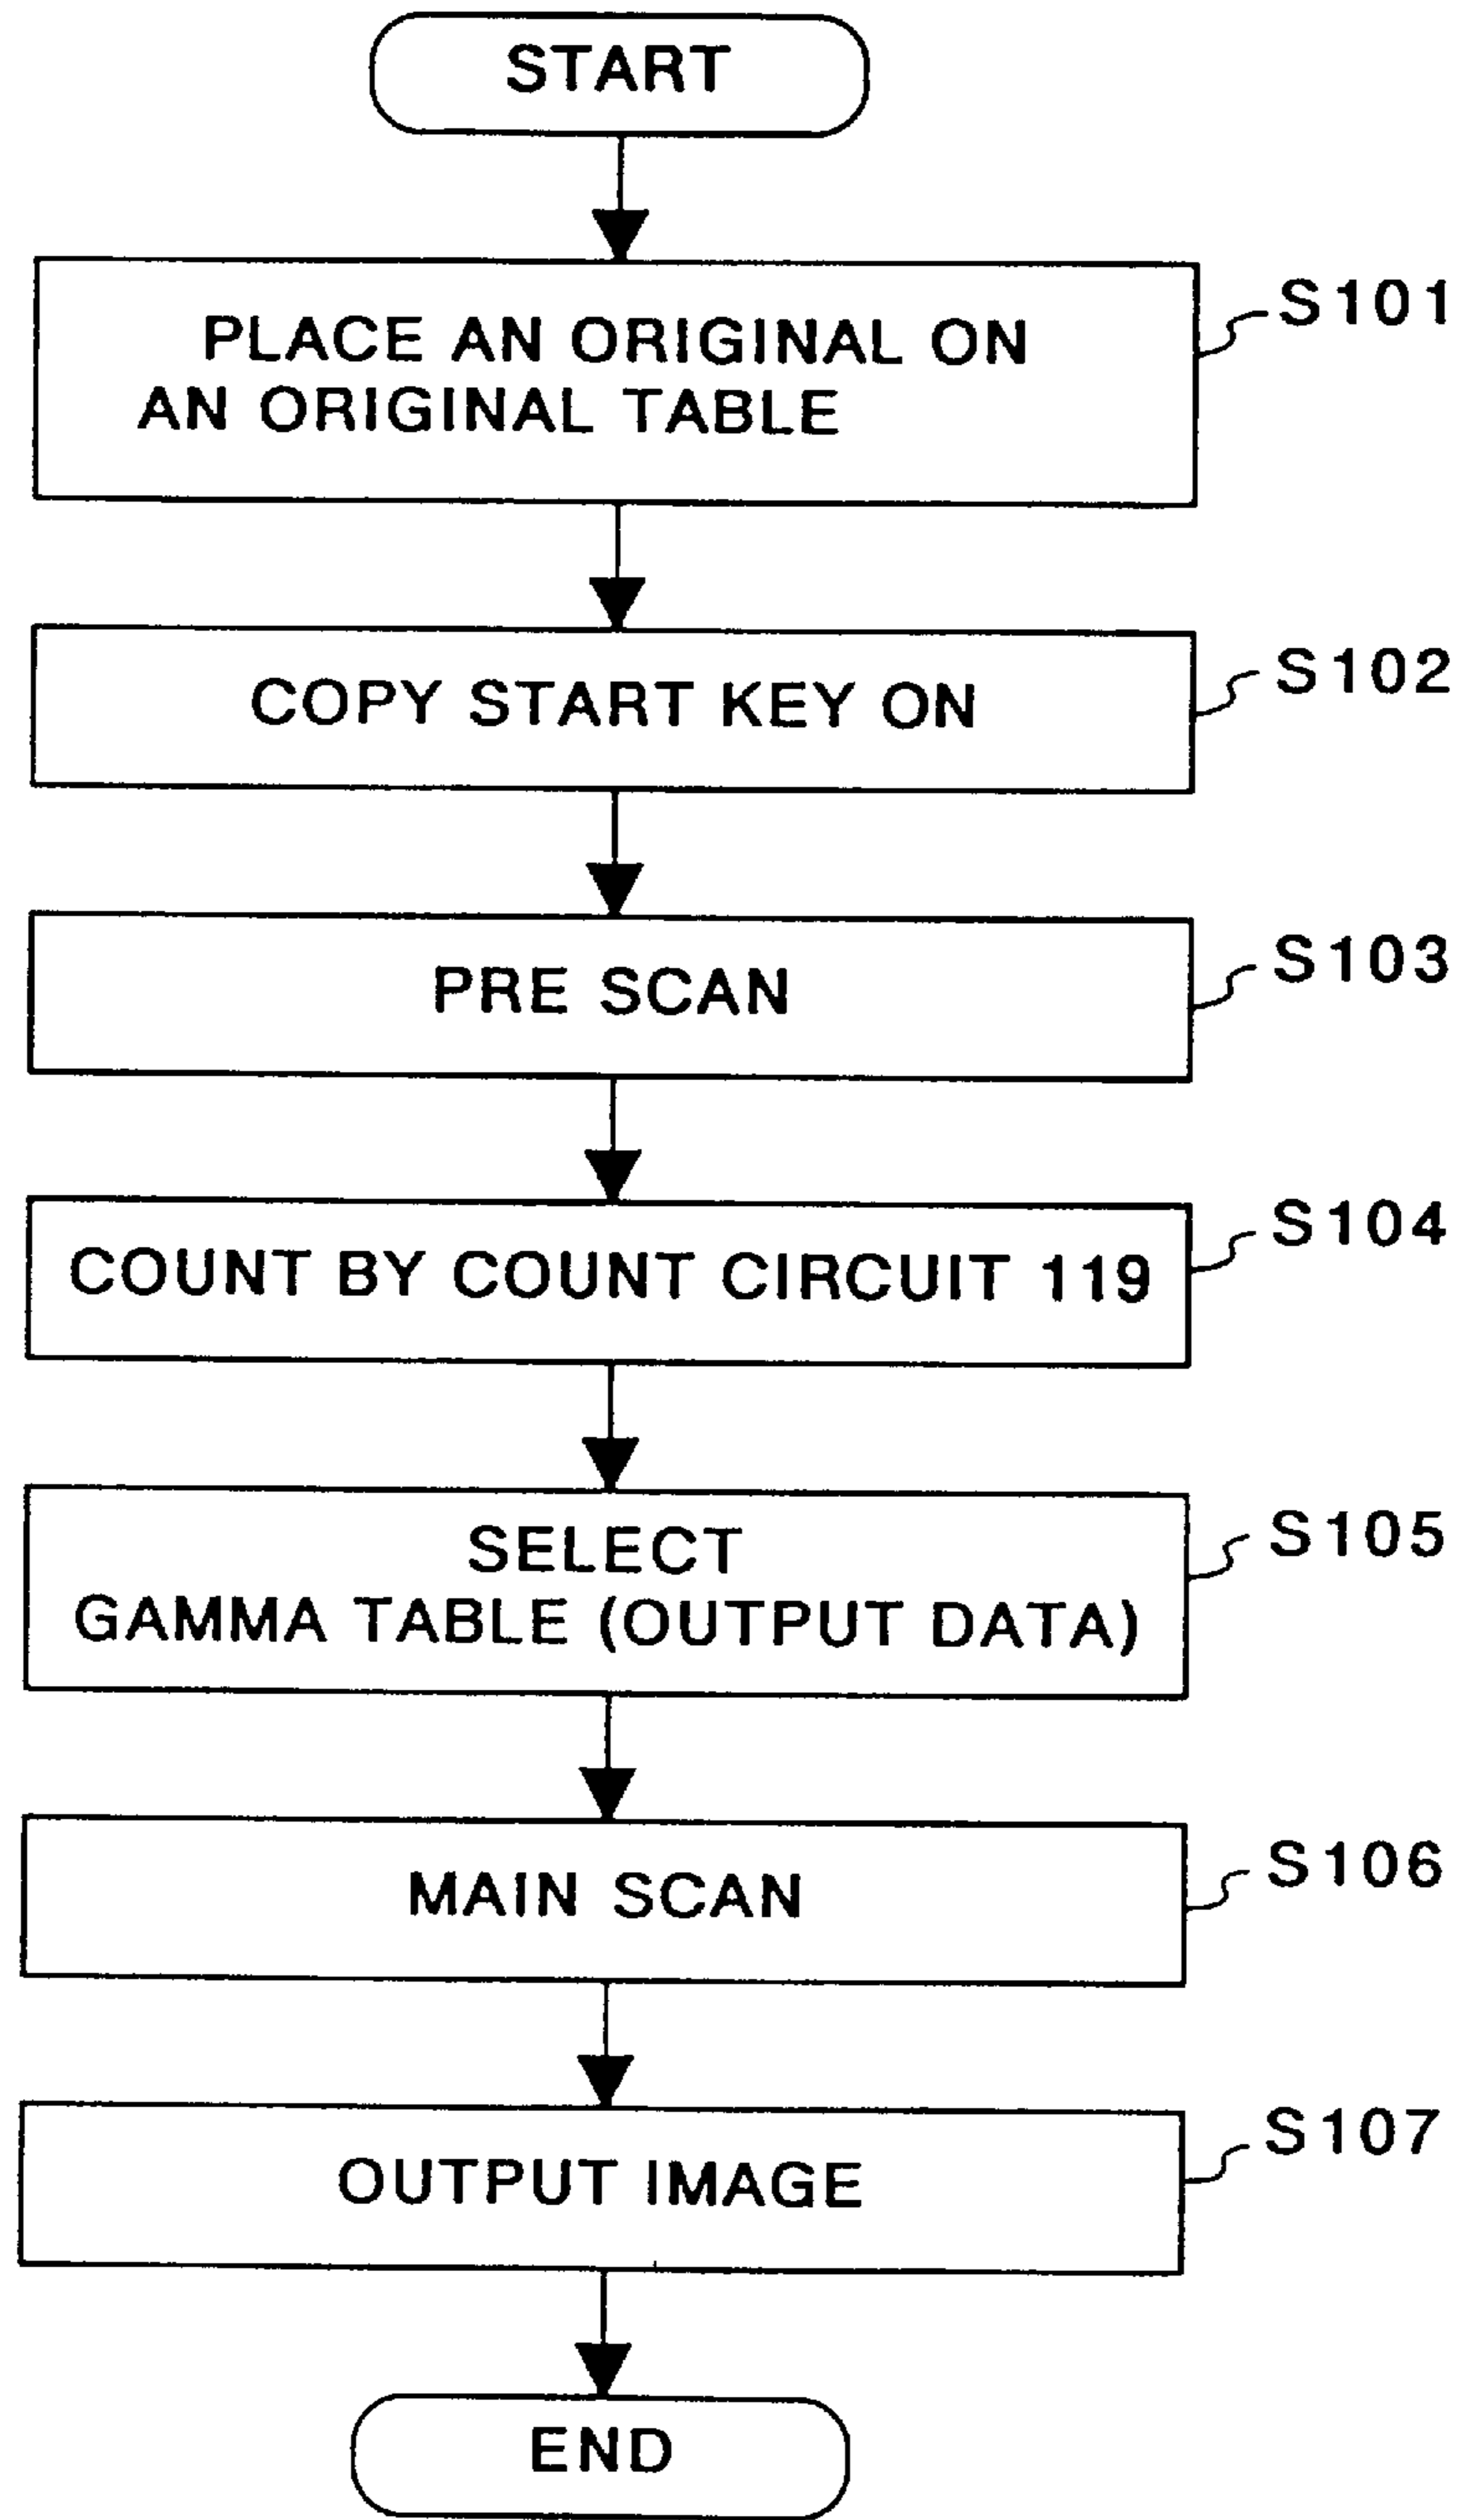 START
PLACE AN ORIGINAL ON
AN ORIGINAL TABLE
S101
COPY START KEY ON
S102
PRE SCAN
S103
COUNT BY COUNT CIRCUIT 119
S104
SELECT
GAMMA TABLE (OUTPUT DATA)
S105
MAIN SCAN
S106
OUTPUT IMAGE
S107
END